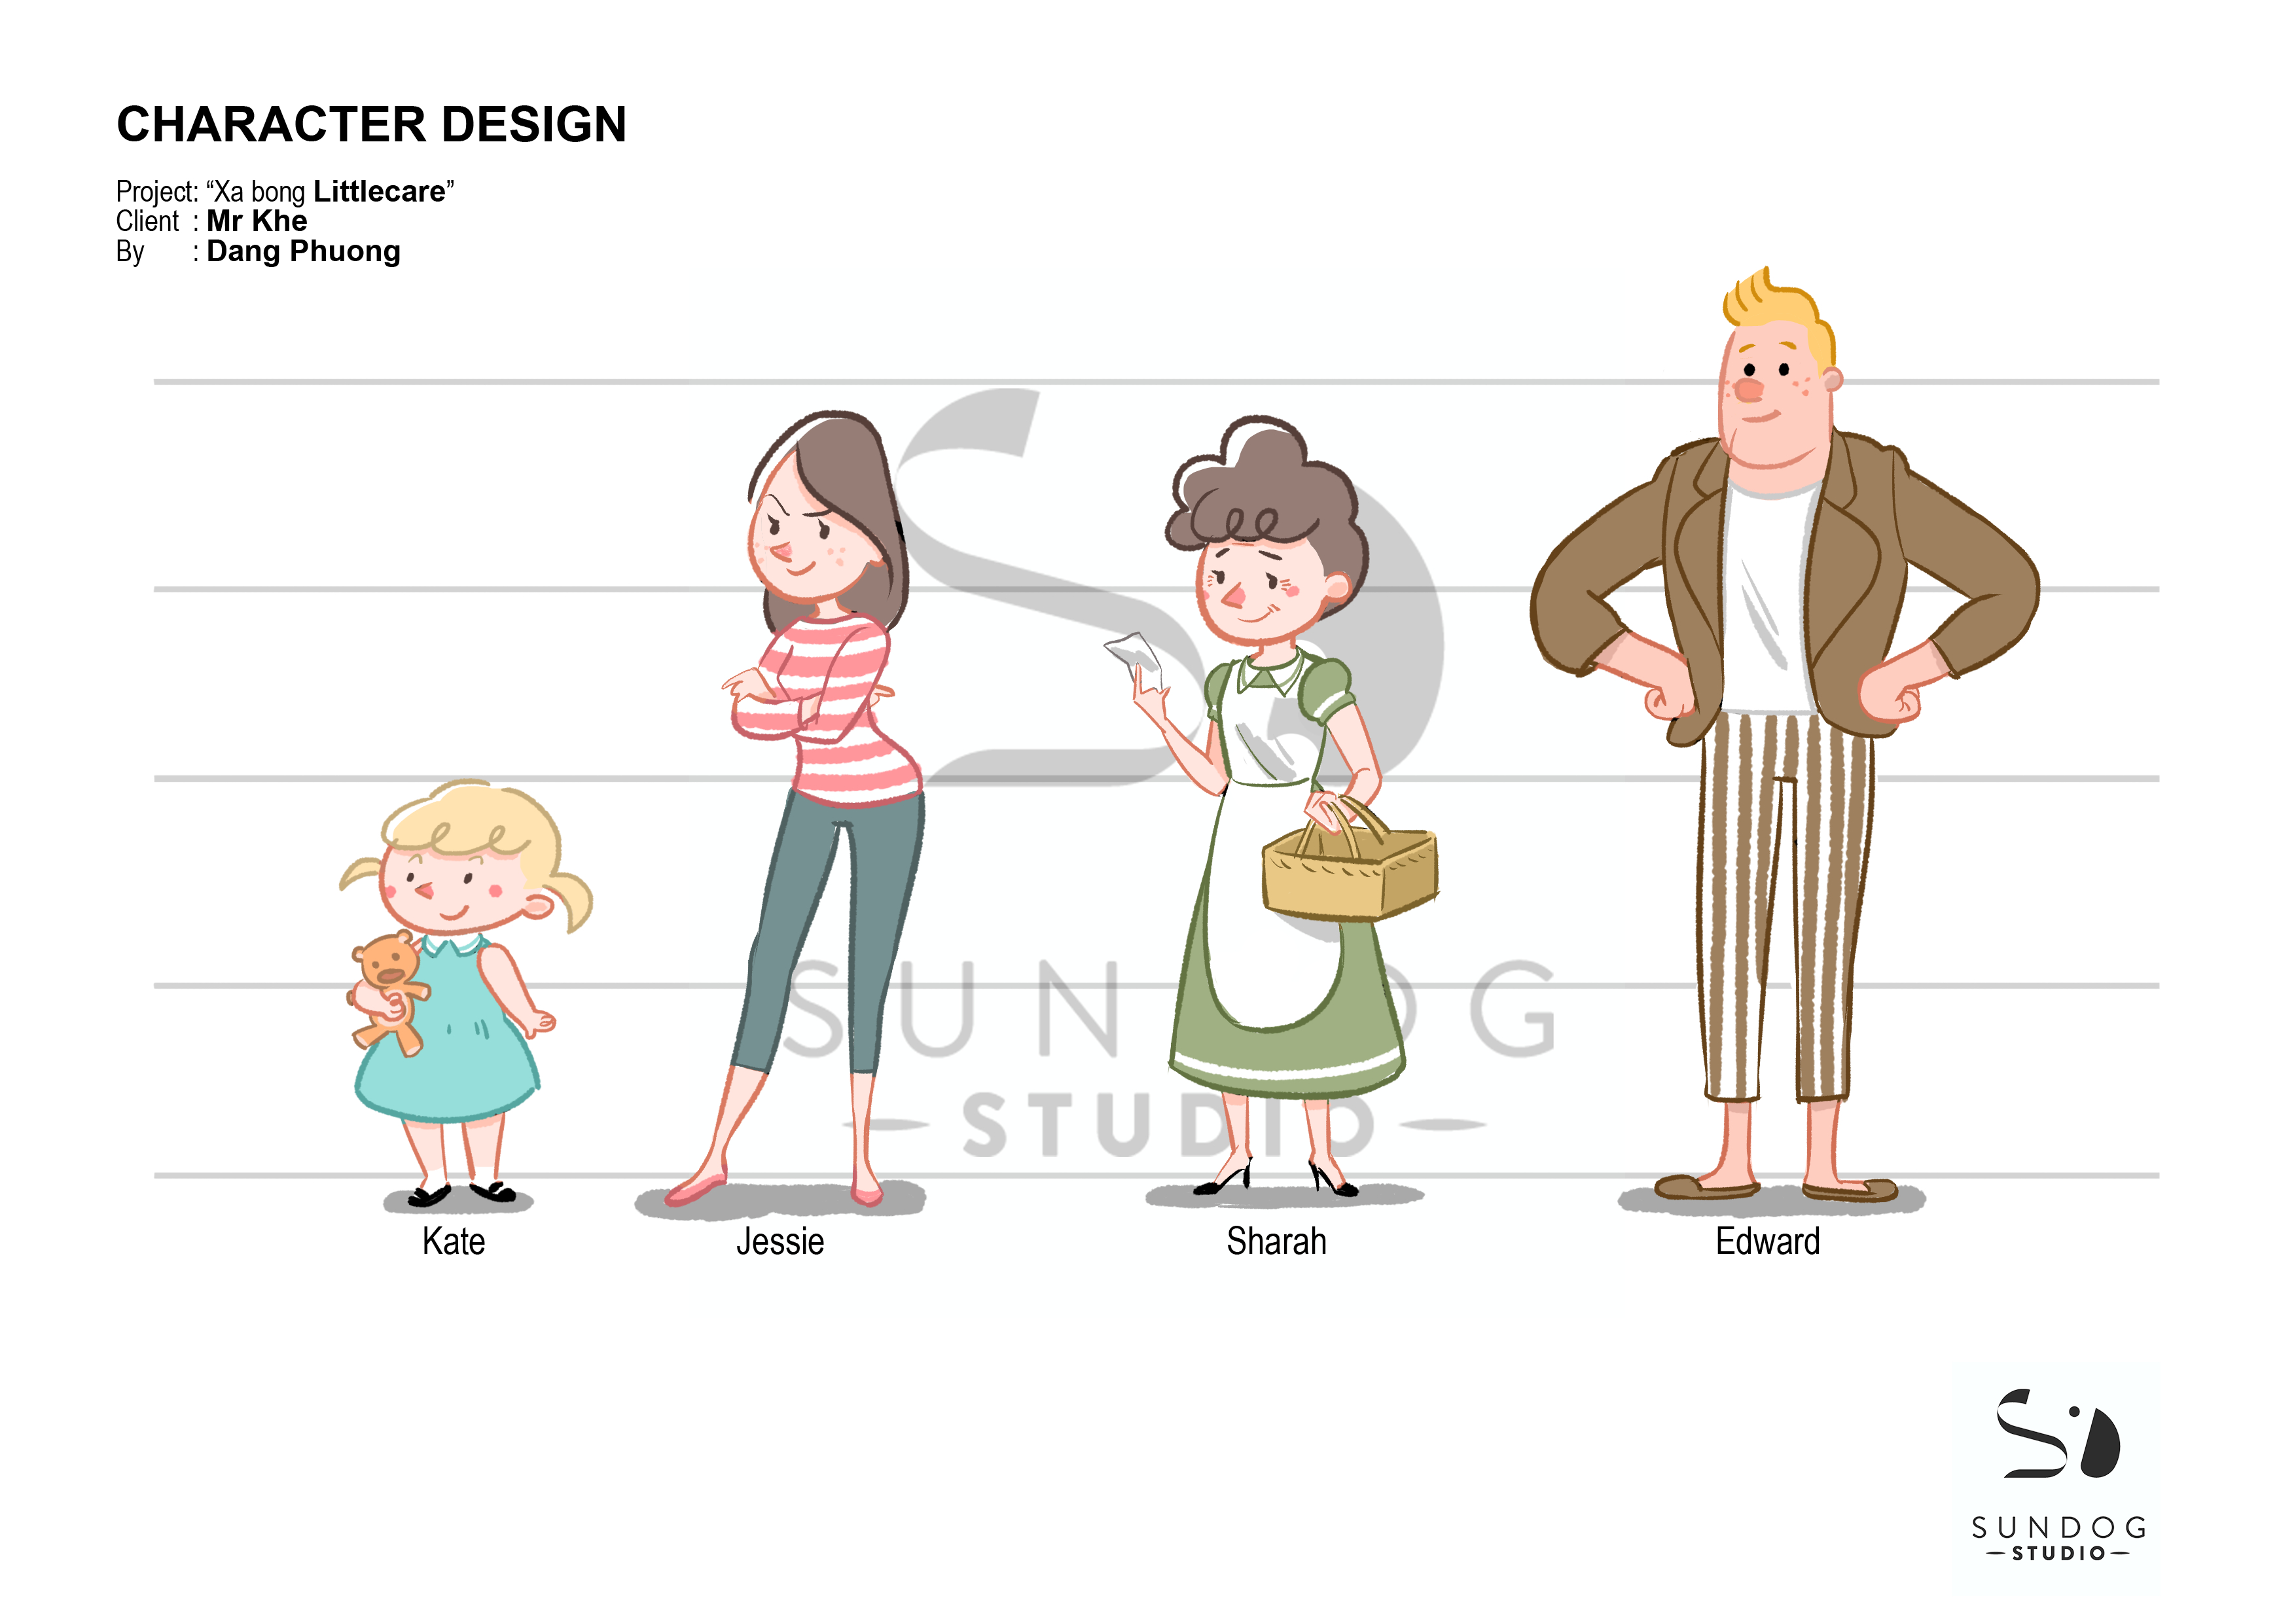 CHARACTER DESIGN
Project: “Xa bong Littlecare”
Client : Mr Khe
By : Dang Phuong
SUNDOG
STUDIO
Kate
Jessie
Sharah
Edward
SD
SUNDOG
STUDIO